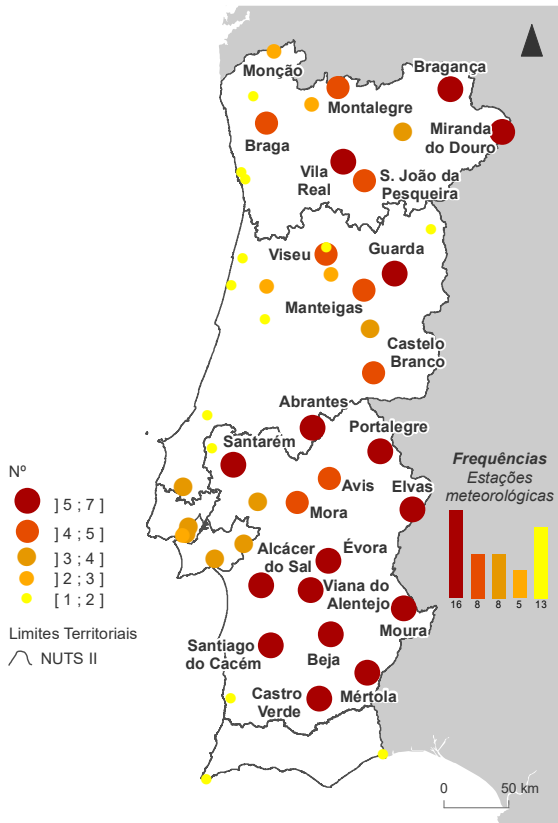 Monção
Bragança
Montalegre
Braga
Miranda
do Douro
Vila
Real
S. João da
Pesqueira
Viseu
Guarda
Manteigas
Castelo
Branco
Abrantes
Portalegre
Santarém
Avis
Elvas
Mora
Alcácer
do Sal
Évora
Viana do
Alentejo
Moura
Santiago
do Cacém
Beja
Castro
Verde
Mértola
Nº
] 5 ; 7 ]
] 4 ; 5 ]
] 3 ; 4 ]
] 2 ; 3 ]
[ 1 ; 2 ]
Limites Territoriais
NUTS II
Frequências
Estações
meteorológicas
16 8 8 5 13
0 50 km